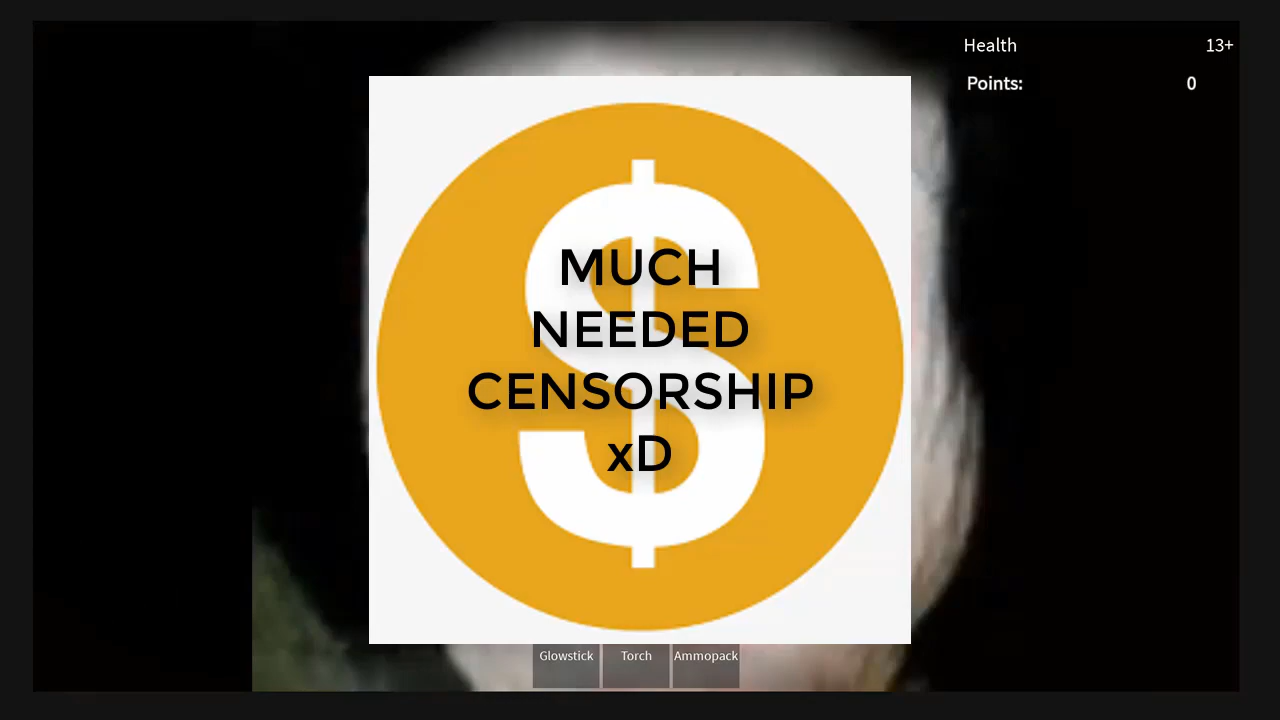 Health 13+
Points: 0
$
MUCH
NEEDED
CENSORSHIP
xD
Glowstick Torch Ammopack